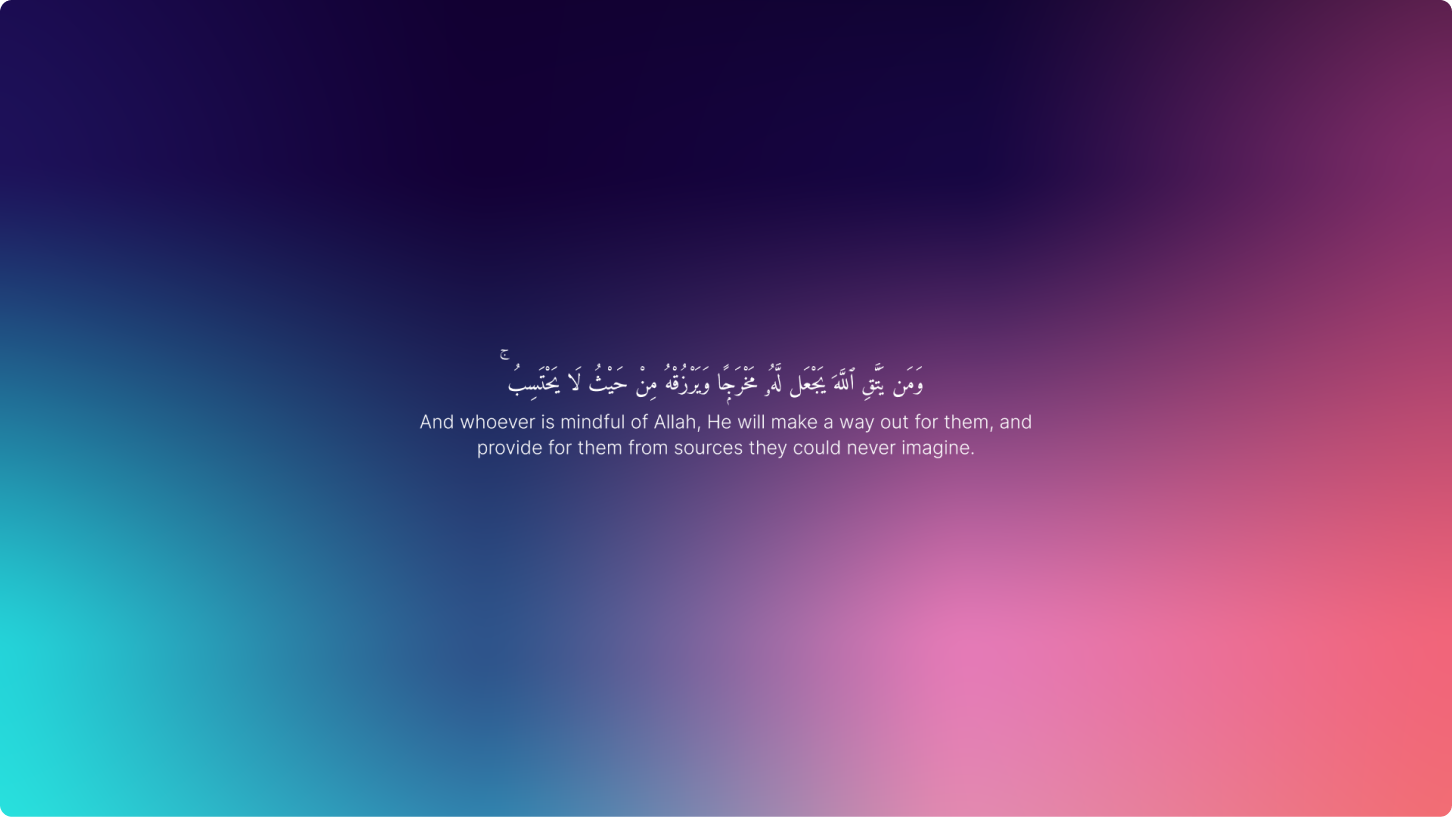 وَمَن يَتَّقِ ٱللَّهَ يَجْعَل لَّهُۥ مَخْرَجًۭا وَيَرْزُقْهُ مِنْ حَيْثُ لَا يَحْتَسِبُ ۚ
And whoever is mindful of Allah, He will make a way out for them, and
provide for them from sources they could never imagine.